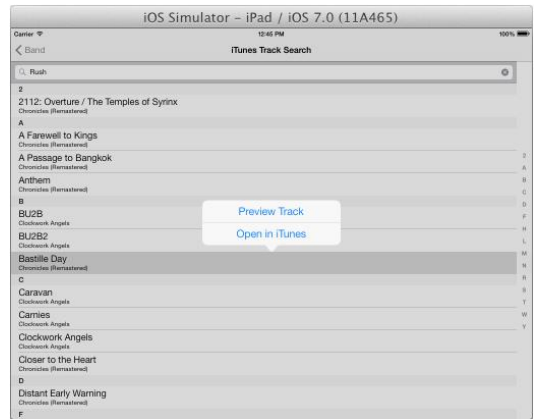 iOS Simulator – iPad / iOS 7.0 (11A465)
Carrier 12:45 PM 100%
Band iTunes Track Search
Rush
2
2112: Overture / The Temples of Syrinx
Chronicles (Remastered)
A
A Farewell to Kings
Chronicles (Remastered)
A Passage to Bangkok
Chronicles (Remastered)
Anthem
Chronicles (Remastered)
B
BU2B
Clockwork Angels
BU2B2
Clockwork Angels
Preview Track
Open in iTunes
Bastille Day
Chronicles (Remastered)
C
Caravan
Clockwork Angels
Carnies
Clockwork Angels
Clockwork Angels
Clockwork Angels
Closer to the Heart
Chronicles (Remastered)
D
Distant Early Warning
Chronicles (Remastered)
F
2
A
B
C
D
F
H
L
M
N
R
S
T
W
Y